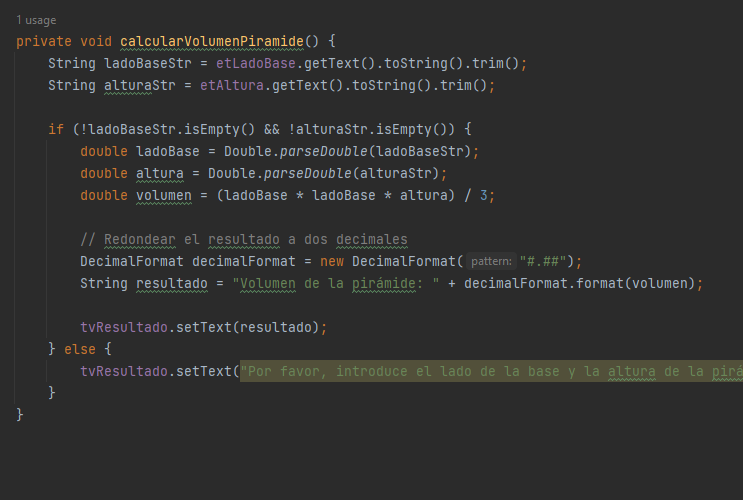 1 usage
private void calcularVolumenPiramide() {
    String ladoBaseStr = etLadoBase.getText().toString().trim();
    String alturaStr = etAltura.getText().toString().trim();

    if (!ladoBaseStr.isEmpty() && !alturaStr.isEmpty()) {
        double ladoBase = Double.parseDouble(ladoBaseStr);
        double altura = Double.parseDouble(alturaStr);
        double volumen = (ladoBase * ladoBase * altura) / 3;

        // Redondear el resultado a dos decimales
        DecimalFormat decimalFormat = new DecimalFormat( pattern: "#.##");
        String resultado = "Volumen de la pirámide: " + decimalFormat.format(volumen);

        tvResultado.setText(resultado);
    } else {
        tvResultado.setText("Por favor, introduce el lado de la base y la altura de la pirá
    }
}